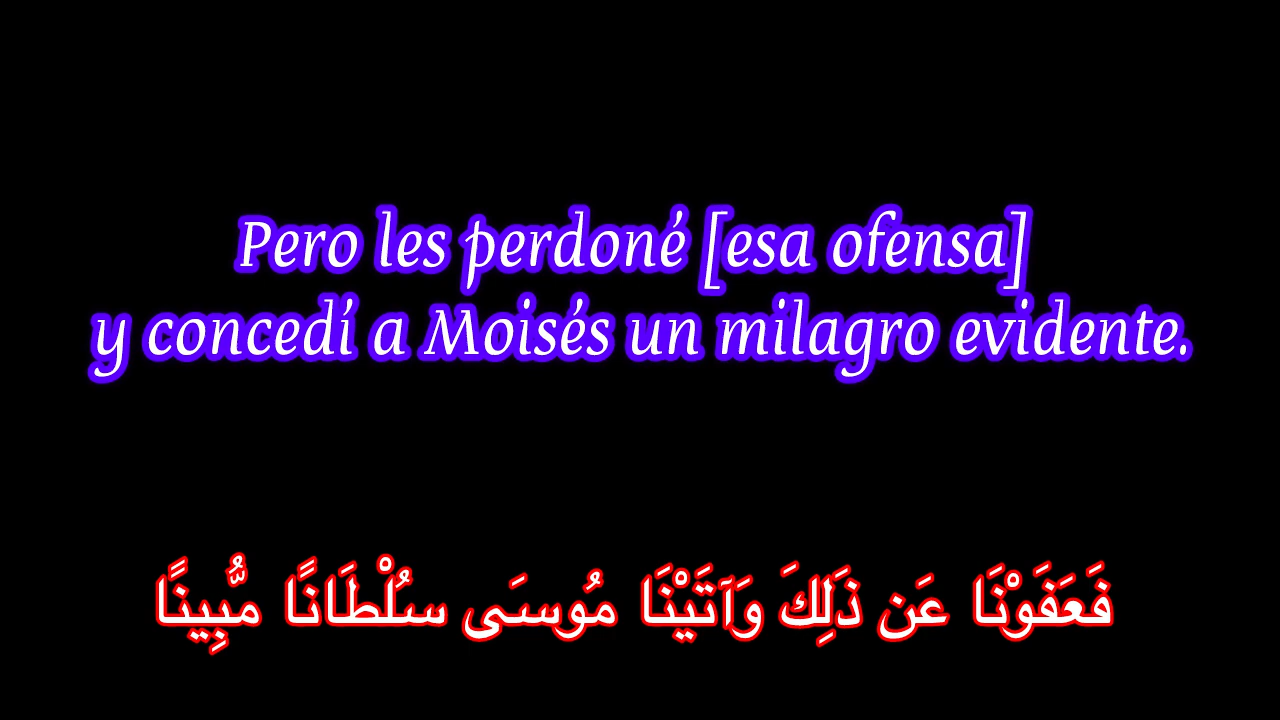 Pero les perdoné [esa ofensa]
y concedí a Moisés un milagro evidente.
فَعَفَوْنَا عَن ذَلِكَ وَآتَيْنَا مُوسَى سُلْطَانًا مُّبِينًا